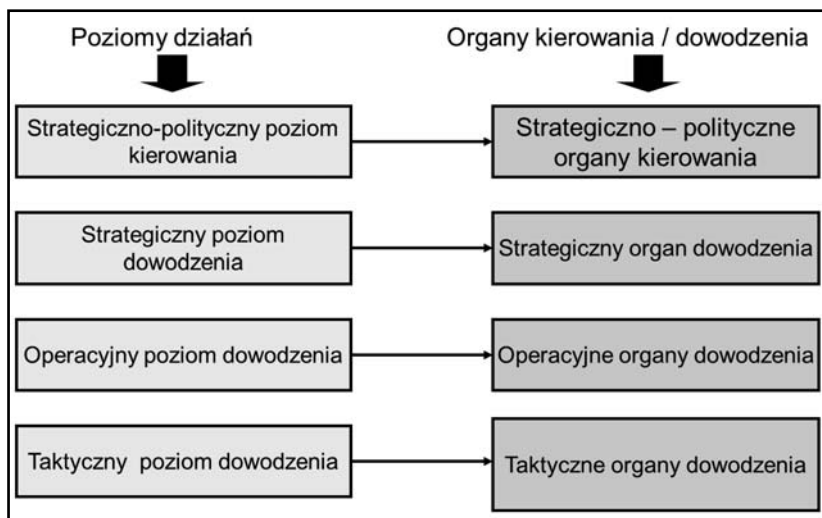 Poziomy działań
Organy kierowania / dowodzenia
Strategiczno-polityczny poziom
kierowania
Strategiczno – polityczne
organy kierowania
Strategiczny poziom
dowodzenia
Strategiczny organ dowodzenia
Operacyjny poziom dowodzenia
Operacyjne organy dowodzenia
Taktyczny poziom dowodzenia
Taktyczne organy dowodzenia